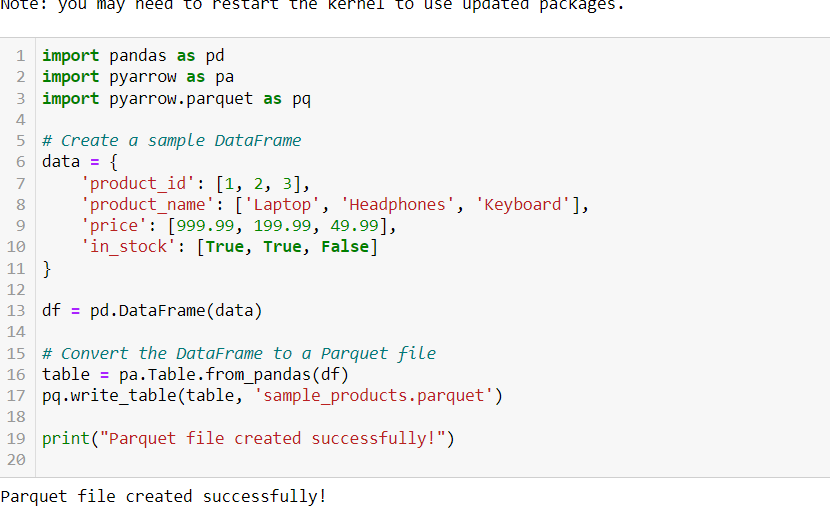 Note: you may need to restart the kernel to use updated packages.
1 import pandas as pd
2 import pyarrow as pa
3 import pyarrow.parquet as pq
4
5 # Create a sample DataFrame
6 data = {
7     'product_id': [1, 2, 3],
8     'product_name': ['Laptop', 'Headphones', 'Keyboard'],
9     'price': [999.99, 199.99, 49.99],
10     'in_stock': [True, True, False]
11 }
12
13 df = pd.DataFrame(data)
14
15 # Convert the DataFrame to a Parquet file
16 table = pa.Table.from_pandas(df)
17 pq.write_table(table, 'sample_products.parquet')
18
19 print("Parquet file created successfully!")
20
Parquet file created successfully!